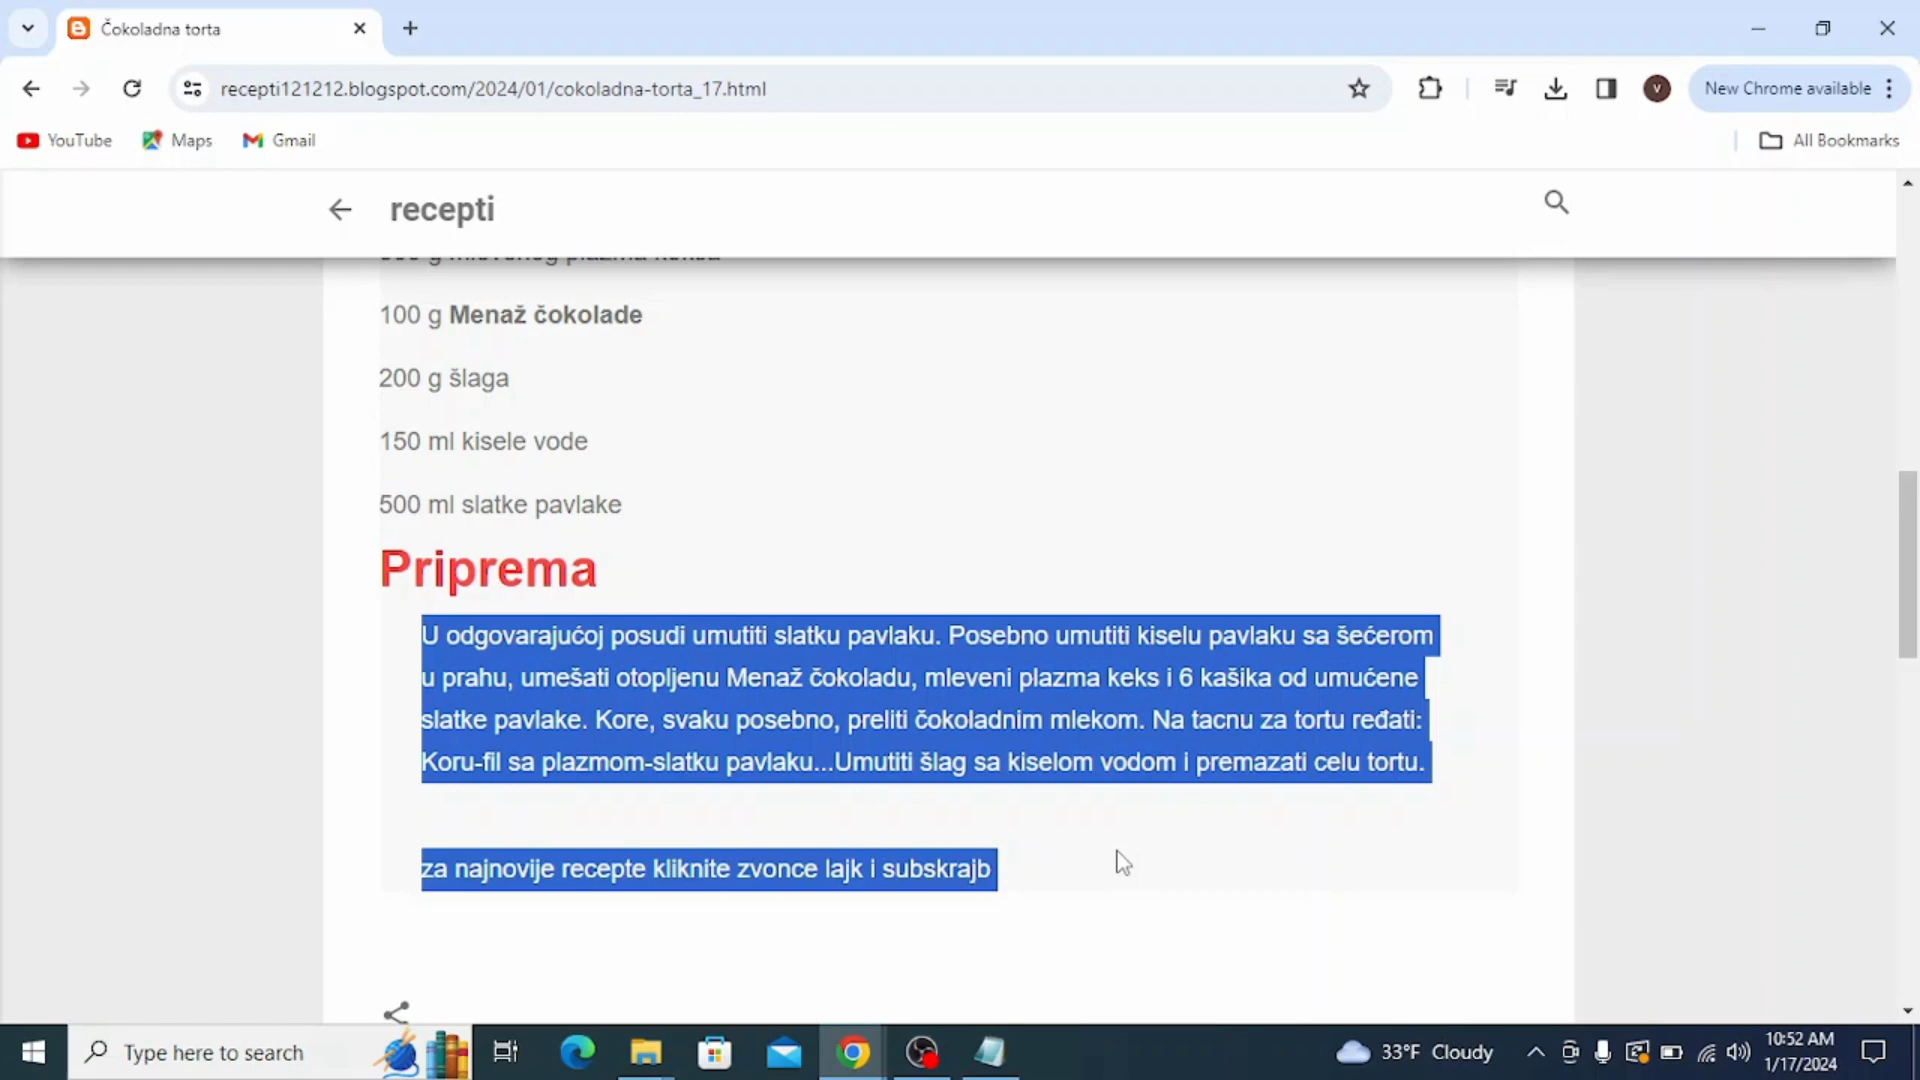 Čokoladna torta
recepti121212.blogspot.com/2024/01/cokoladna-torta_17.html
V
New Chrome available
YouTube
Maps
Gmail
All Bookmarks
recepti
100 g Menaž čokolade
200 g šlaga
150 ml kisele vode
500 ml slatke pavlake
Priprema
U odgovarajućoj posudi umutiti slatku pavlaku. Posebno umutiti kiselu pavlaku sa šećerom
u prahu, umešati otopljenu Menaž čokoladu, mleveni plazma keks i 6 kašika od umućene
slatke pavlake. Kore, svaku posebno, preliti čokoladnim mlekom. Na tacnu za tortu ređati:
Koru-fil sa plazmom-slatku pavlaku...Umutiti šlag sa kiselom vodom i premazati celu tortu.
za najnovije recepte kliknite zvonce lajk i subskrajb
Type here to search
33°F Cloudy
10:52 AM
1/17/2024